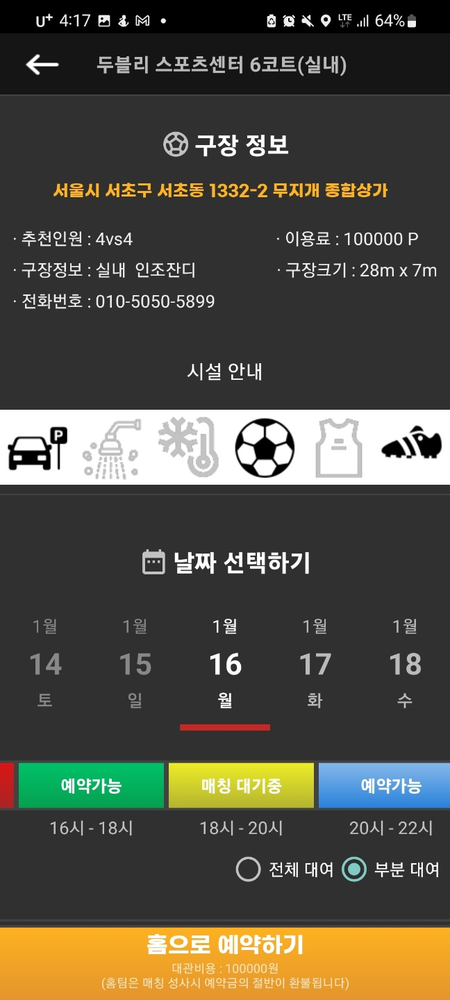 U+ 4:17 LTE 64%
두블리 스포츠센터 6코트(실내)
구장 정보
서울시 서초구 서초동 1332-2 무지개 종합상가
· 추천인원 : 4vs4 · 이용료 : 100000 P
· 구장정보 : 실내 인조잔디 · 구장크기 : 28m x 7m
· 전화번호 : 010-5050-5899
시설 안내
P
날짜 선택하기
1월 1월 1월 1월 1월
14 15 16 17 18
토 일 월 화 수
예약가능 매칭 대기중 예약가능
16시 - 18시 18시 - 20시 20시 - 22시
전체 대여 부분 대여
홈으로 예약하기
대관비용 : 100000원
(홈팀은 매칭 성사시 예약금의 절반이 환불됩니다)